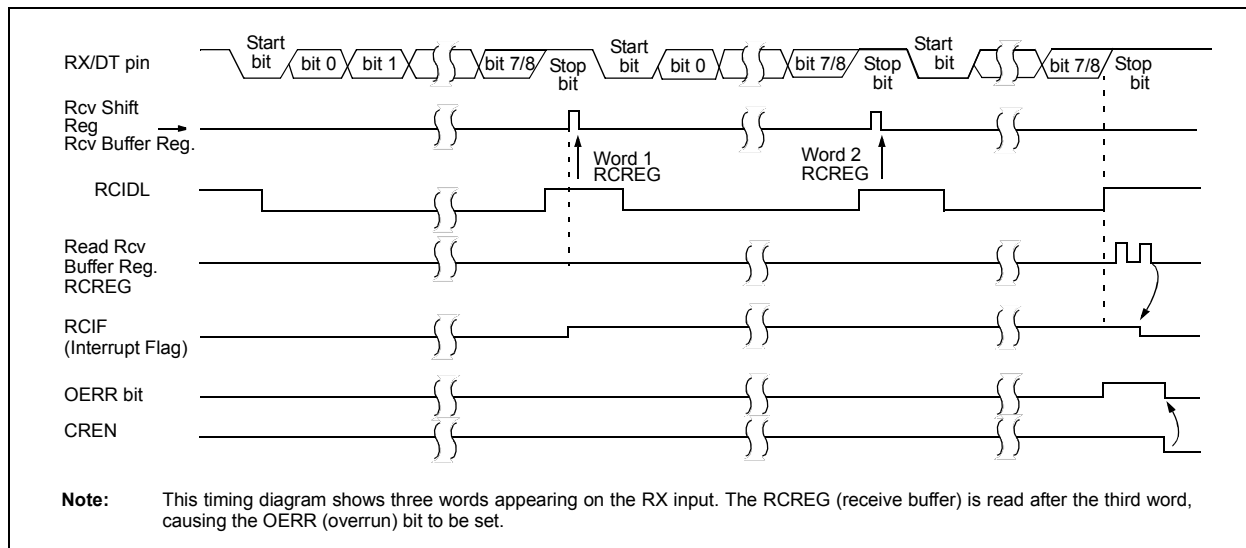 RX/DT pin
Start
bit
bit 0
bit 1
bit 7/8
Stop
bit
Start
bit
bit 0
bit 7/8
Stop
bit
Start
bit
bit 7/8
Stop
bit
Rcv Shift
Reg
Rcv Buffer Reg.
Word 1
RCREG
Word 2
RCREG
RCIDL
Read Rcv
Buffer Reg.
RCREG
RCIF
(Interrupt Flag)
OERR bit
CREN
Note: This timing diagram shows three words appearing on the RX input. The RCREG (receive buffer) is read after the third word,
causing the OERR (overrun) bit to be set.